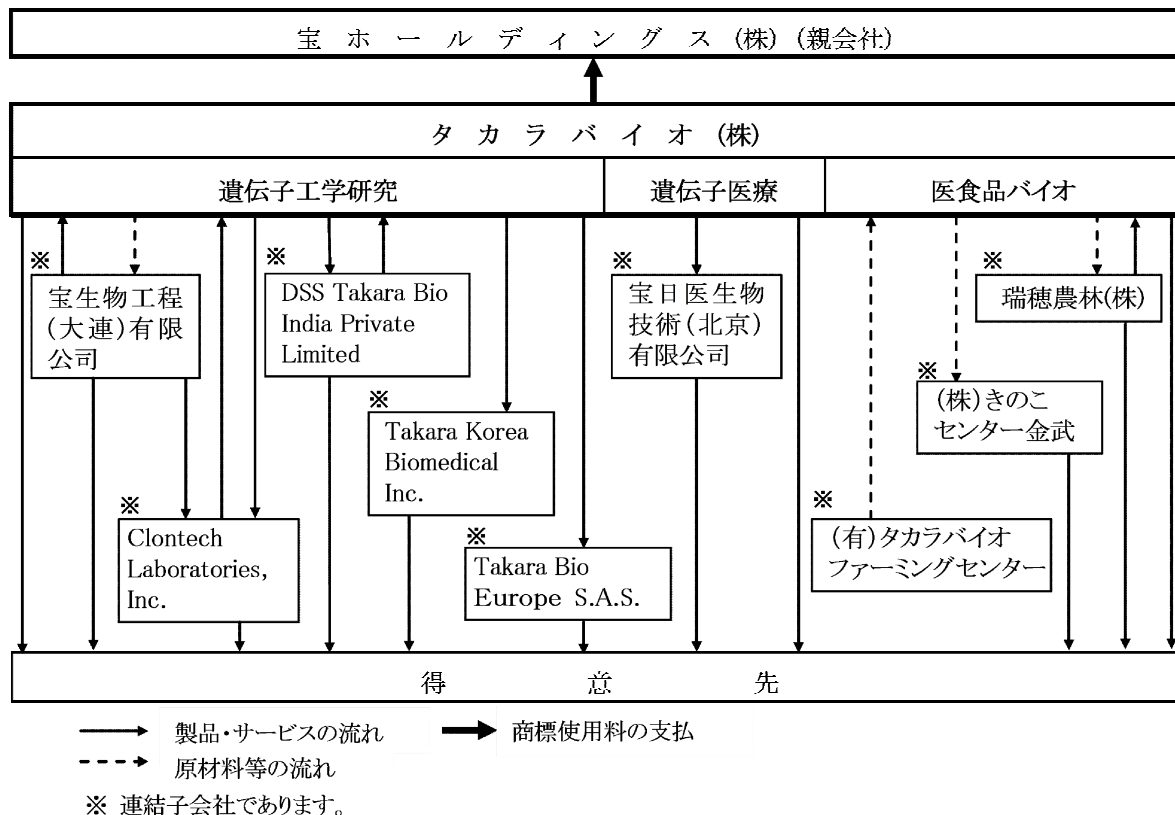 宝ホールディングス(株)(親会社)
タカラバイオ(株)
遺伝子工学研究
遺伝子医療
医食品バイオ
※
宝生物工程
(大連)有限
公司
※
DSS Takara Bio
India Private
Limited
※
宝日医生物
技術(北京)
有限公司
※
瑞穂農林(株)
※
(株)きのこ
センター金武
※
Takara Korea
Biomedical
Inc.
※
Clontech
Laboratories,
Inc.
※
Takara Bio
Europe S.A.S.
※
(有)タカラバイオ
ファーミングセンター
得意先
製品・サービスの流れ
商標使用料の支払
原材料等の流れ
※ 連結子会社であります。